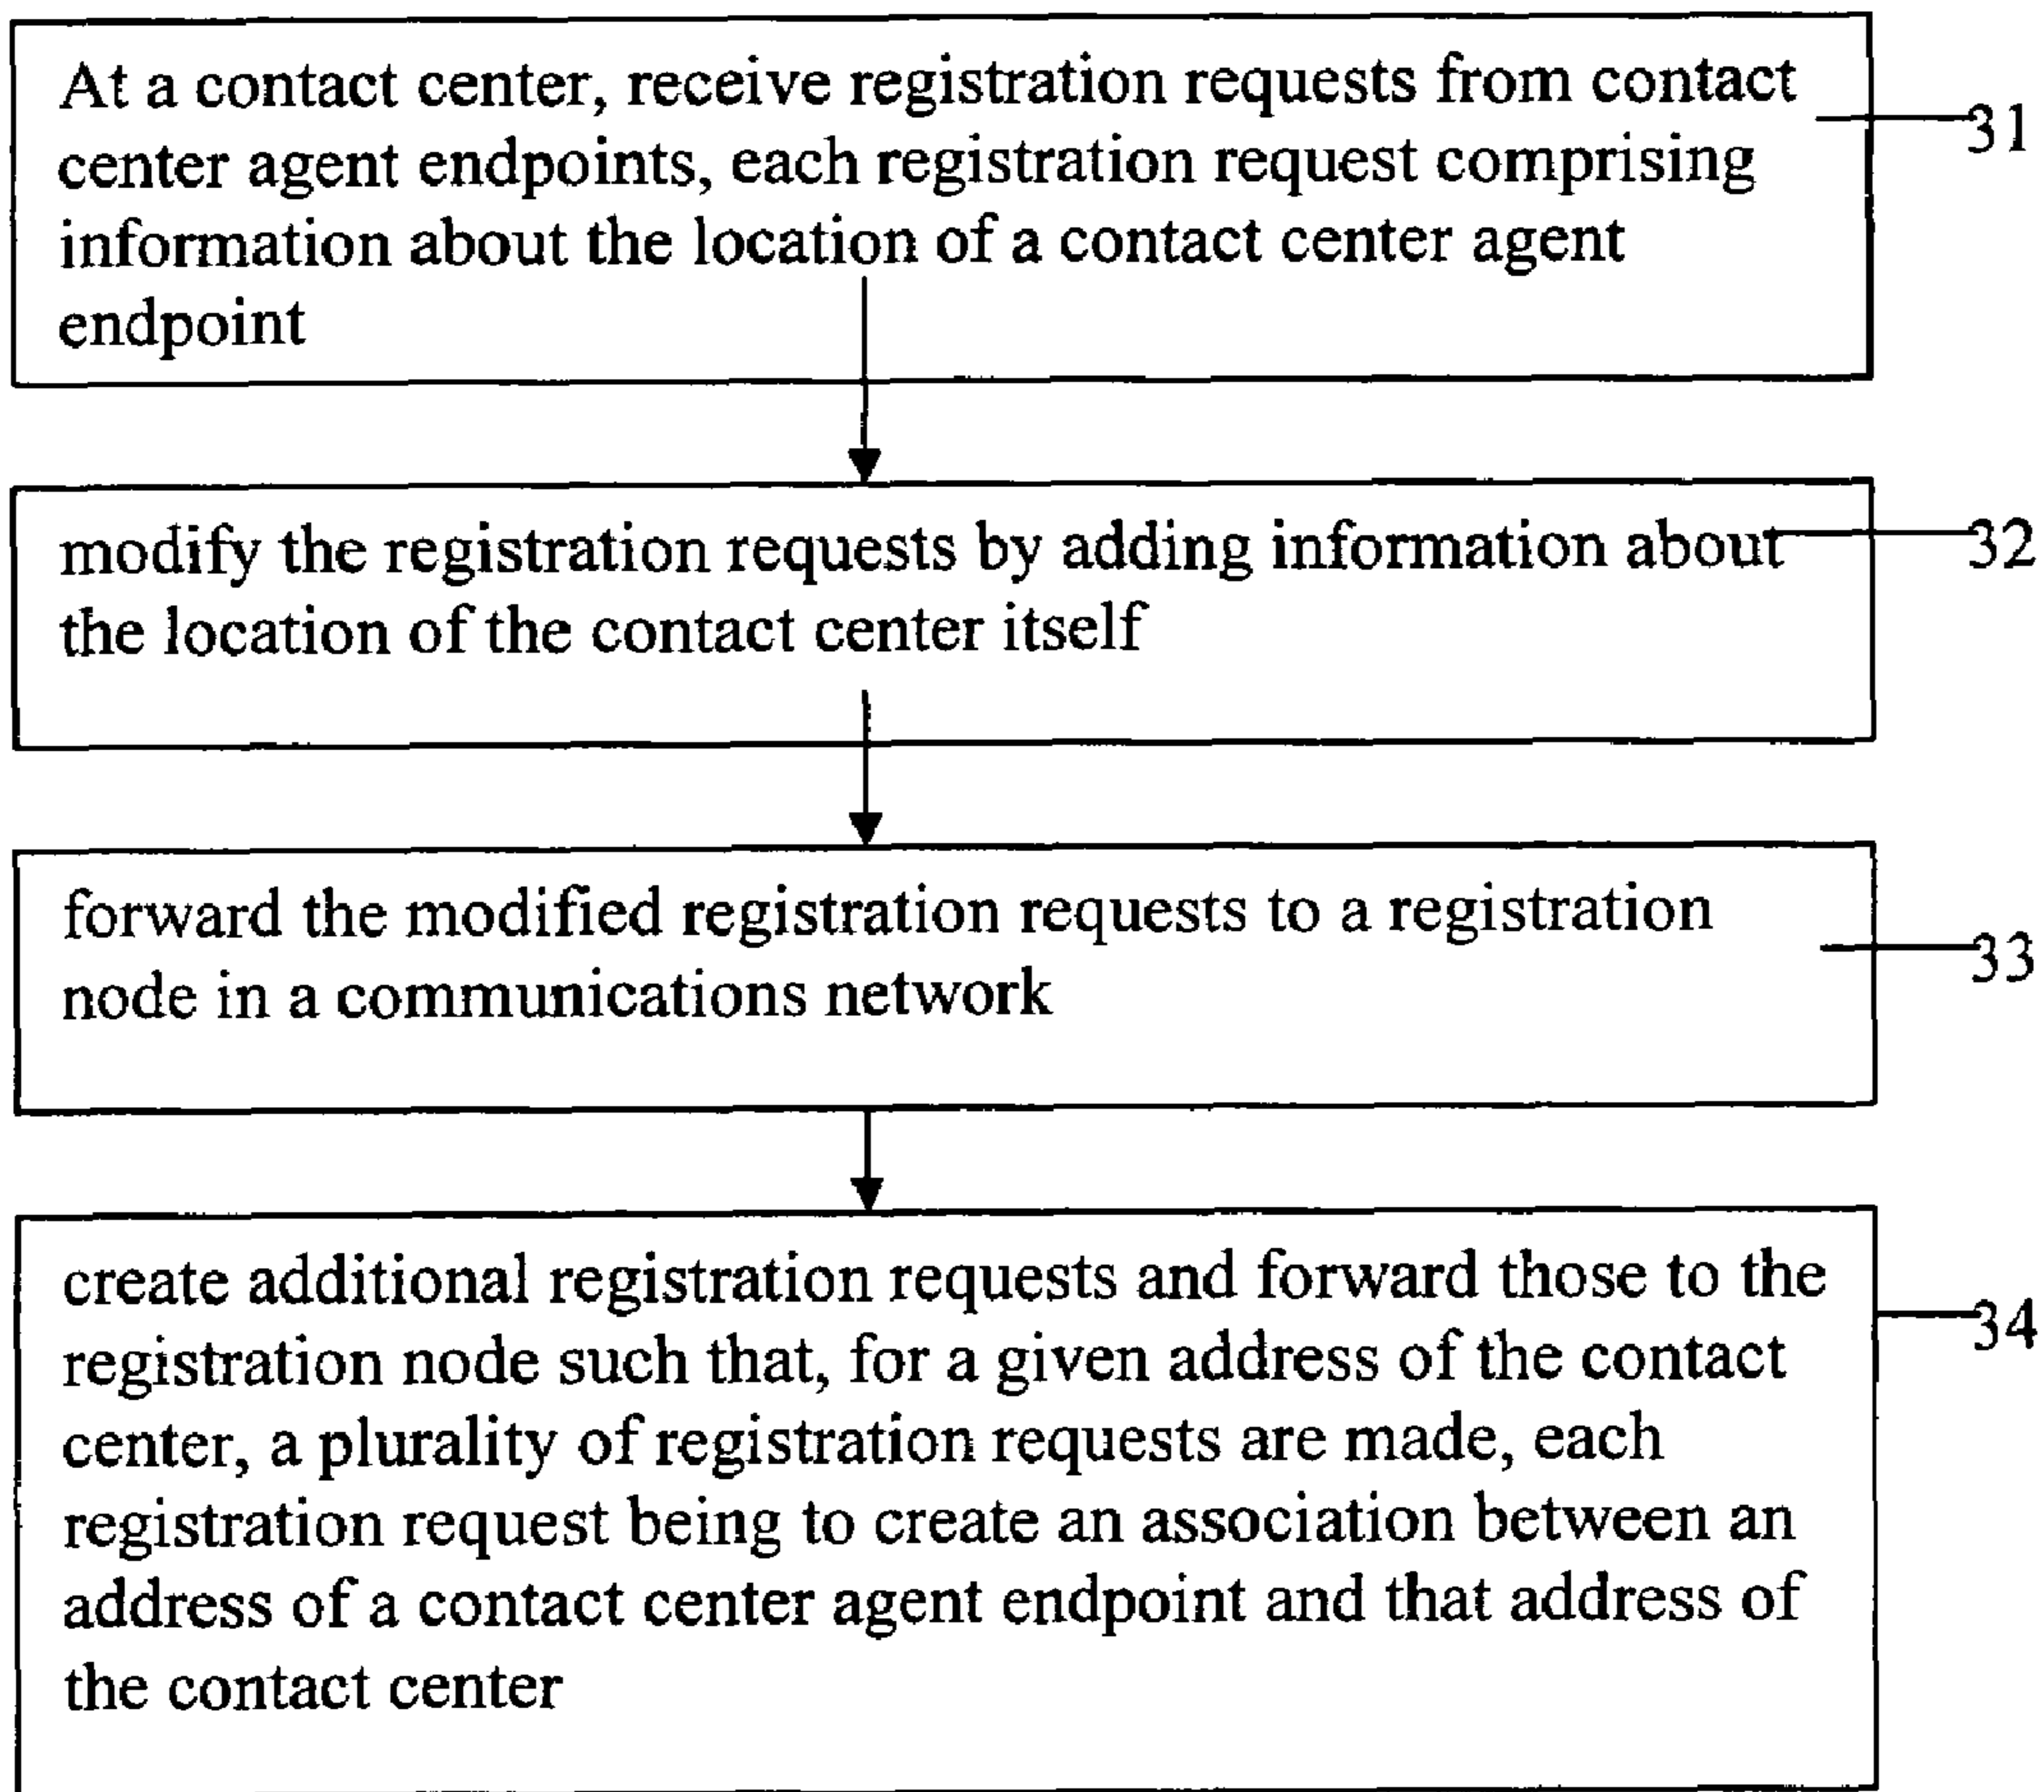 At a contact center, receive registration requests from contact
31
center agent endpoints, each registration request comprising
information about the location of a contact center agent
endpoint
modify the registration requests by adding information about
32
the location of the contact center itself
forward the modified registration requests to a registration
33
node in a communications network
create additional registration requests and forward those to the
34
registration node such that, for a given address of the contact
center, a plurality of registration requests are made, each
registration request being to create an association between an
address of a contact center agent endpoint and that address of
the contact center